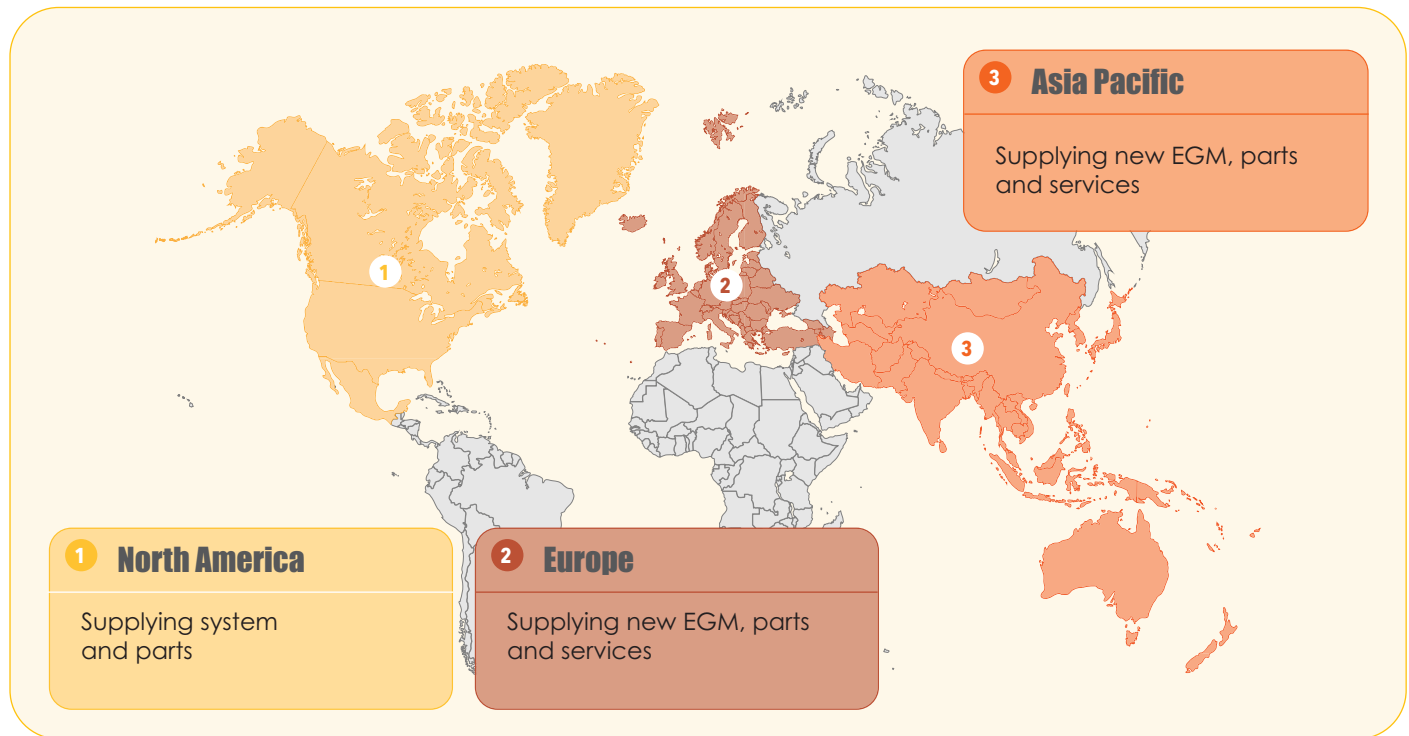 3 Asia Pacific
Supplying new EGM, parts
and services
1
2
3
1 North America
Supplying system
and parts
2 Europe
Supplying new EGM, parts
and services